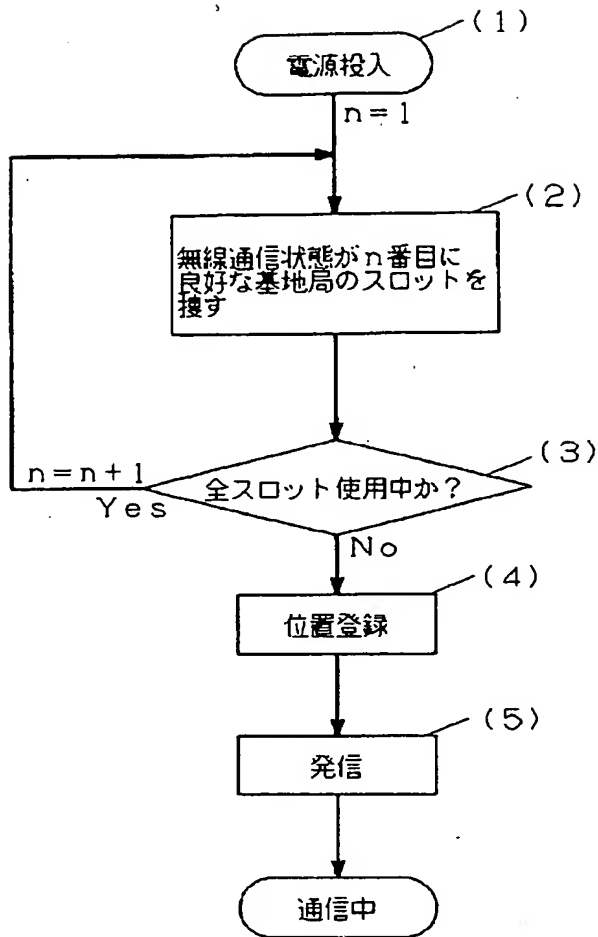 (1)
電源投入
n=1
(2)
無線通信状態がn番目に
良好な基地局のスロットを
捜す
(3)
全スロット使用中か?
n=n+1
Yes
No
(4)
位置登録
(5)
発信
通信中